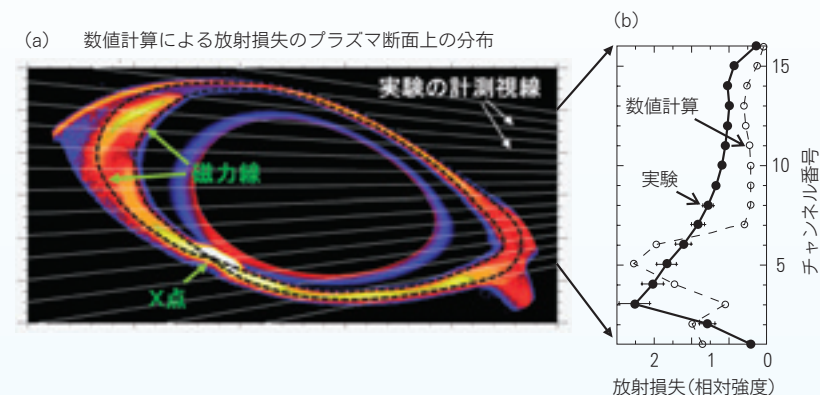 (a) 数値計算による放射損失のプラズマ断面上の分布
実験の計測視線
磁力線
X点
(b)
数値計算
実験
15
10
5
チャンネル番号
2 1 0
放射損失(相対強度)